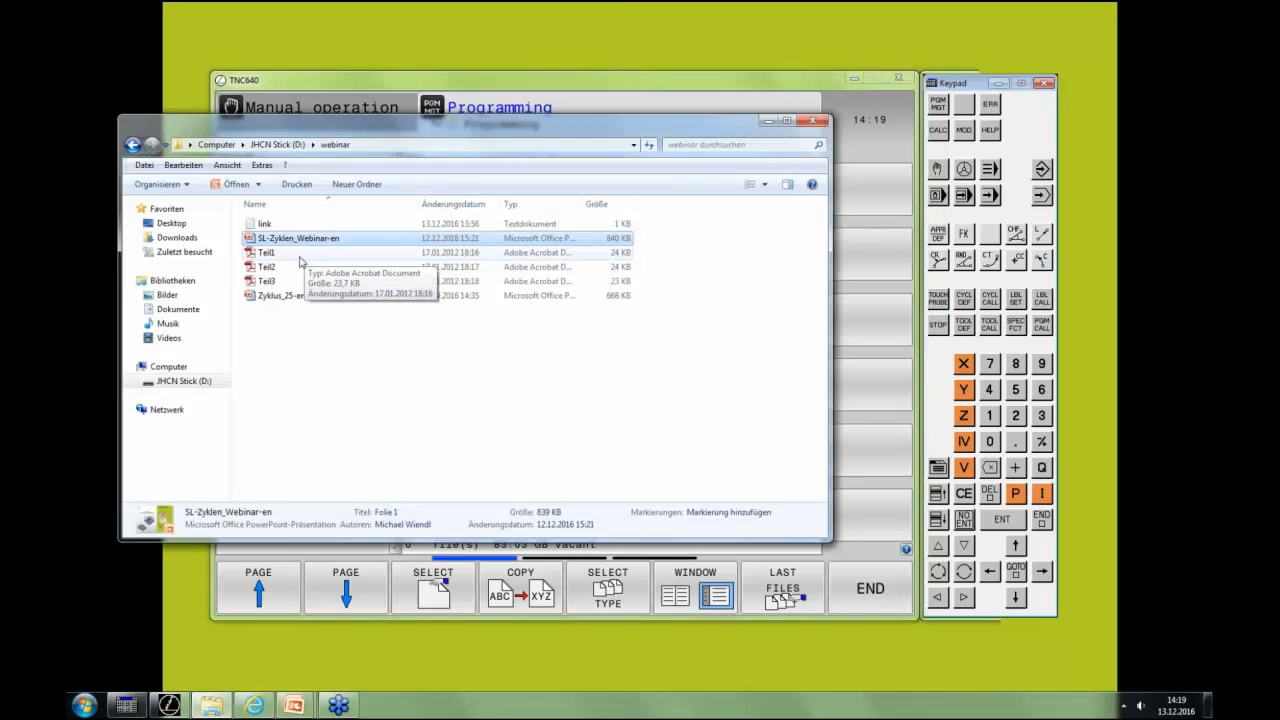 TNC640
Manual operation
Programming
Programming
14:19
Computer
JHCN Stick (D:)
webinar
webinar durchsuchen
Datei Bearbeiten Ansicht Extras ?
Organisieren Öffnen Drucken Neuer Ordner
Name Änderungsdatum Typ Größe
Favoriten
Desktop
Downloads
Zuletzt besucht
Bibliotheken
Bilder
Dokumente
Musik
Videos
Computer
JHCN Stick (D:)
Netzwerk
link 13.12.2016 13:56 Textdokument 1 KB
SL-Zyklen_Webinar-en 12.12.2016 15:21 Microsoft Office P... 840 KB
Teil1 17.01.2012 18:16 Adobe Acrobat D... 24 KB
Teil2 17.01.2012 18:17 Adobe Acrobat D... 24 KB
Teil3 18:18 Adobe Acrobat D... 23 KB
Zyklus_25-en 14:35 Microsoft Office P... 668 KB
Typ: Adobe Acrobat Document
Größe: 23,7 KB
Änderungsdatum: 17.01.2012 18:16
SL-Zyklen_Webinar-en Titel: Folie 1 Größe: 839 KB Markierungen: Markierung hinzufügen
Microsoft Office PowerPoint-Präsentation Autoren: Michael Wiendl Änderungsdatum: 12.12.2016 15:21
file(s) GB vacant
PAGE
PAGE
SELECT
COPY
ABC XYZ
SELECT
TYPE
WINDOW
LAST
FILES
END
Keypad
PGM MGT
ERR
CALC MOD HELP
APPR DEP FK CHF L
CR RND CT CC C
TOUCH PROBE CYCL DEF CYCL CALL LBL SET LBL CALL
STOP TOOL DEF TOOL CALL SPEC FCT PGM CALL
X 7 8 9
Y 4 5 6
Z 1 2 3
IV 0 .
V + Q
CE DEL P I
NO ENT ENT END
GOTO
14:19
13.12.2016